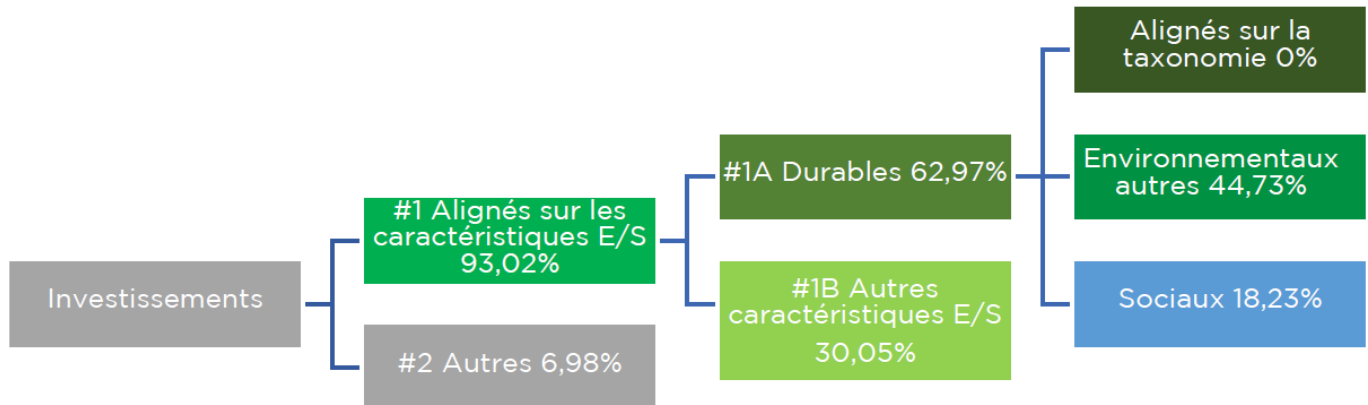 Investissements
#1 Alignés sur les
caractéristiques E/S
93,02%
#2 Autres 6,98%
#1A Durables 62,97%
#1B Autres
caractéristiques E/S
30,05%
Alignés sur la
taxonomie 0%
Environnementaux
autres 44,73%
Sociaux 18,23%